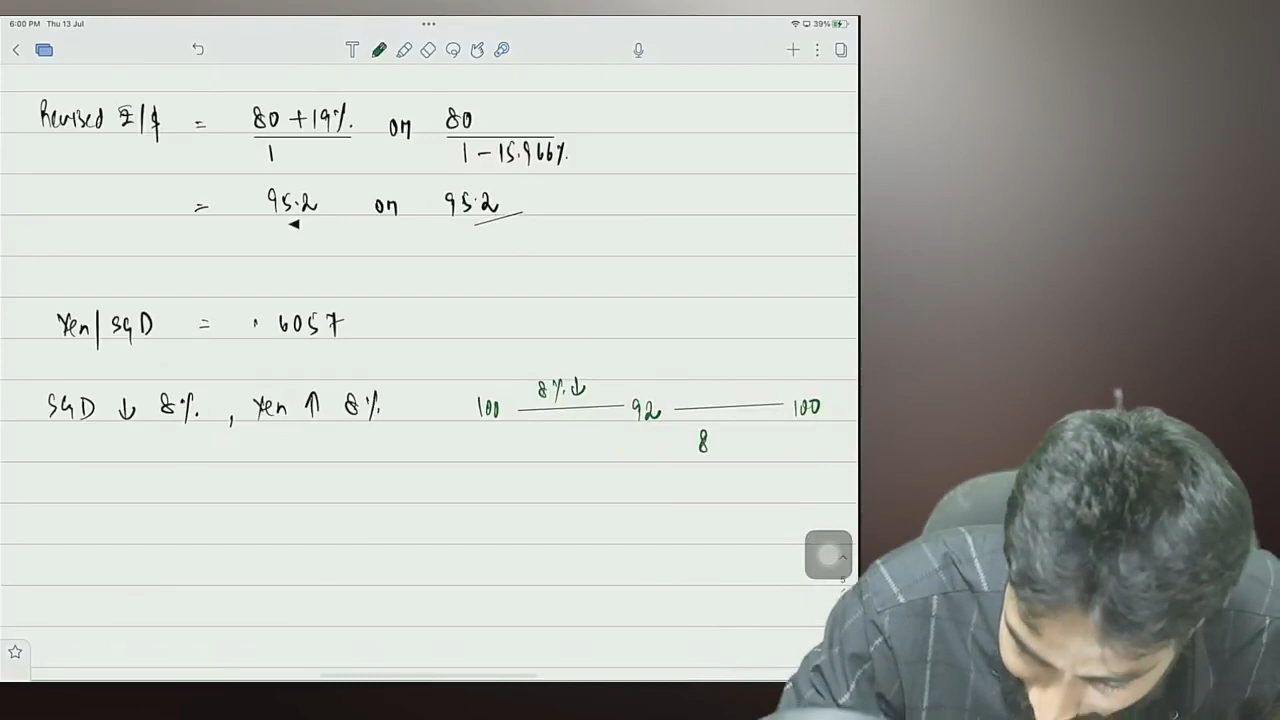 6:00 PM Thu 13 Jul
39%
T
Revised ₹/$ = 80 + 19% / 1 or 80 / 1 - 15.966%
= 95.2 or 95.2
Yen/SGD = .6057
SGD ↓ 8%, Yen ↑ 8% 100 8%↓ 92 8 100
5